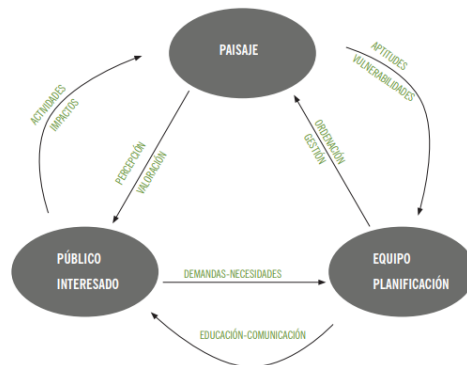 PAISAJE
APTITUDES
VULNERABILIDADES
ACTIVIDADES
IMPACTOS
PERCEPCIÓN
VALORACIÓN
ORDENACIÓN
GESTIÓN
PÚBLICO
INTERESADO
EQUIPO
PLANIFICACIÓN
DEMANDAS-NECESIDADES
EDUCACIÓN-COMUNICACIÓN